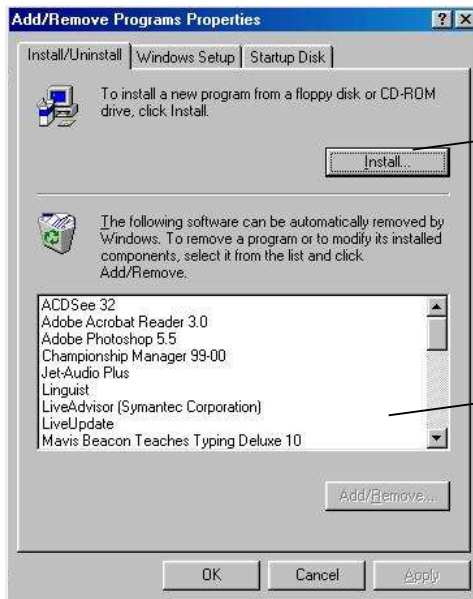 Add/Remove Programs Properties
Install/Uninstall
Windows Setup
Startup Disk
To install a new program from a floppy disk or CD-ROM
drive, click Install.
Install...
The following software can be automatically removed by
Windows. To remove a program or to modify its installed
components, select it from the list and click
Add/Remove.
ACDSee 32
Adobe Acrobat Reader 3.0
Adobe Photoshop 5.5
Championship Manager 99-00
Jet-Audio Plus
Linguist
LiveAdvisor (Symantec Corporation)
LiveUpdate
Mavis Beacon Teaches Typing Deluxe 10
Add/Remove...
OK
Cancel
Apply